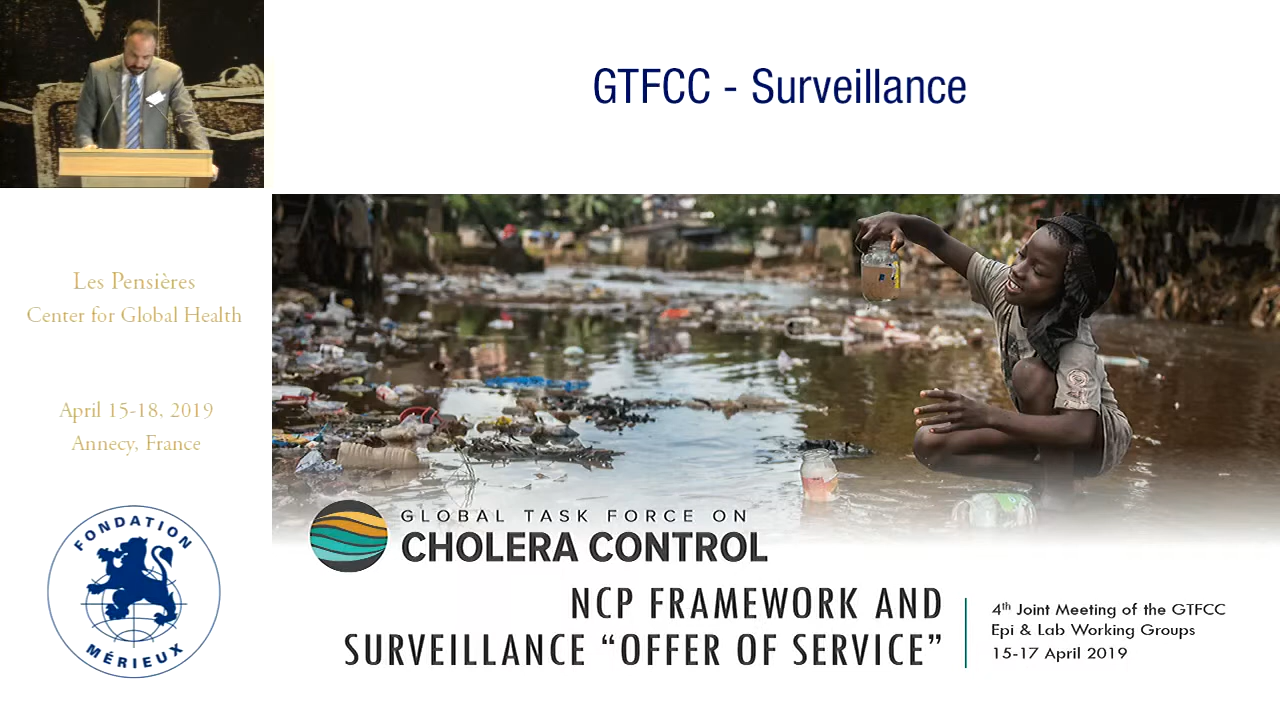 GTFCC - Surveillance
Les Pensières
Center for Global Health
April 15-18, 2019
Annecy, France
FONDATION
MÉRIEUX
GLOBAL TASK FORCE ON
CHOLERA CONTROL
NCP FRAMEWORK AND
SURVEILLANCE “OFFER OF SERVICE”
4th Joint Meeting of the GTFCC
Epi & Lab Working Groups
15-17 April 2019